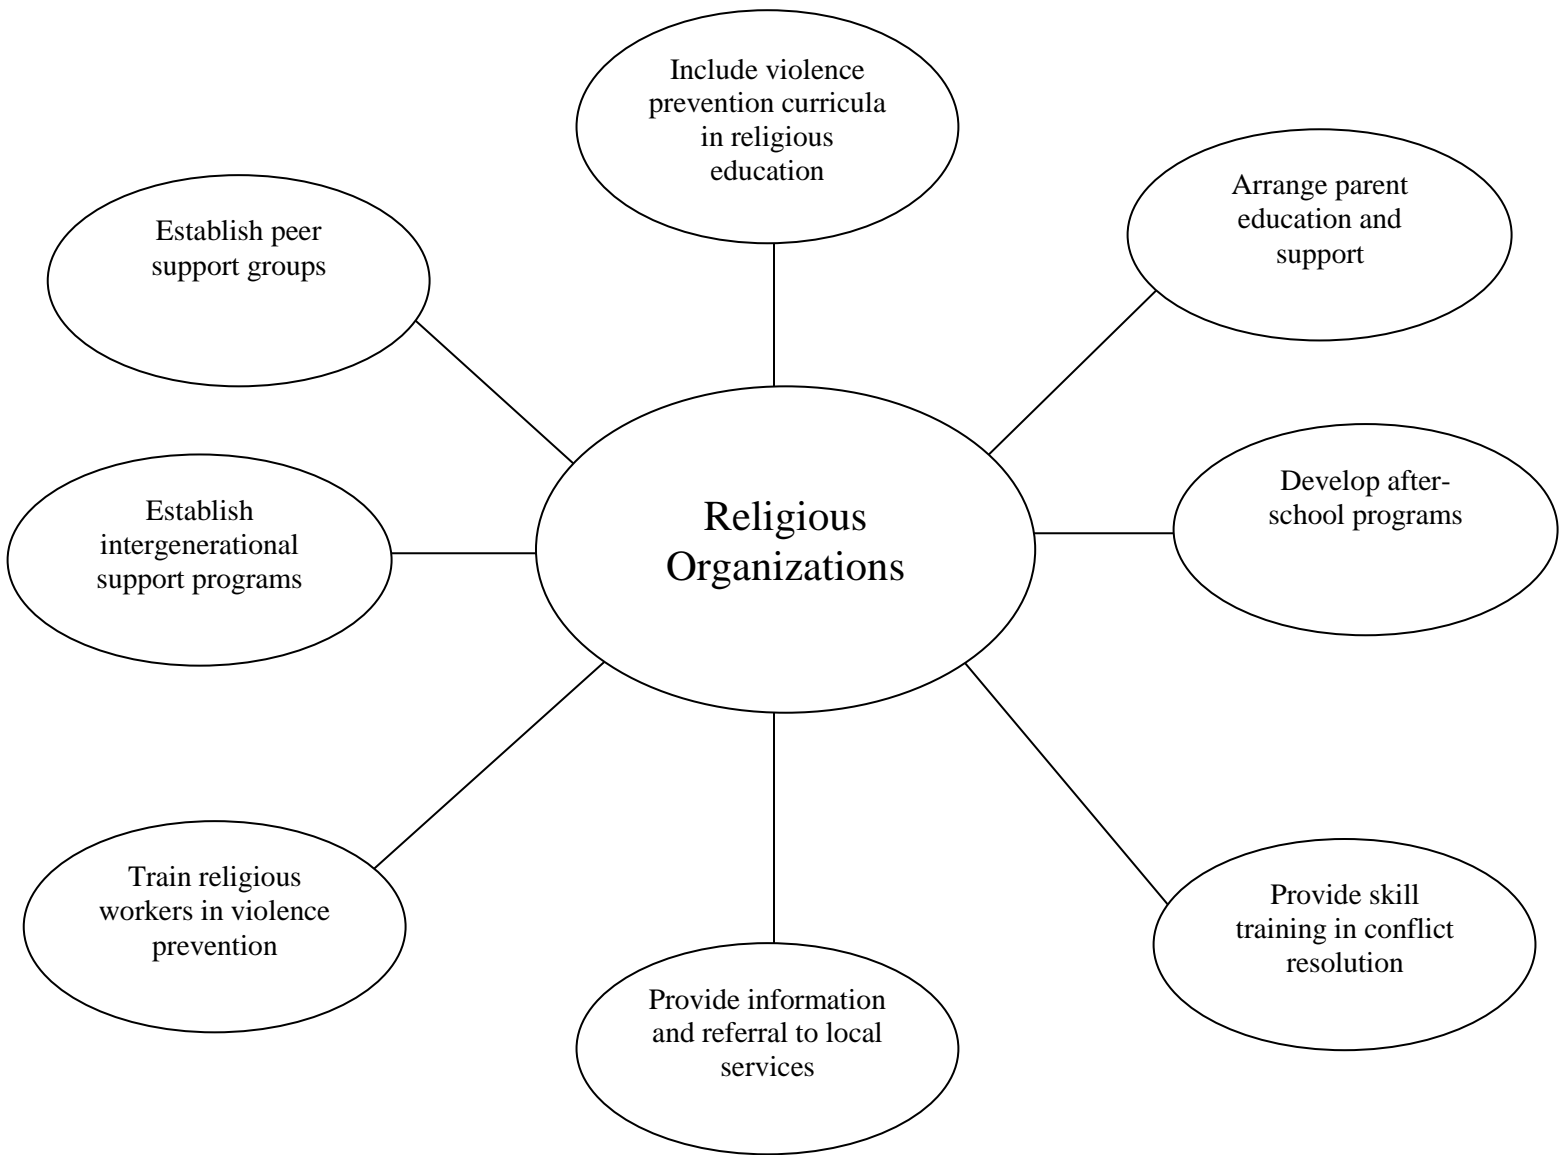 Include violence
prevention curricula
in religious
education
Arrange parent
education and
support
Establish peer
support groups
Develop after-
school programs
Establish
intergenerational
support programs
Religious
Organizations
Train religious
workers in violence
prevention
Provide skill
training in conflict
resolution
Provide information
and referral to local
services